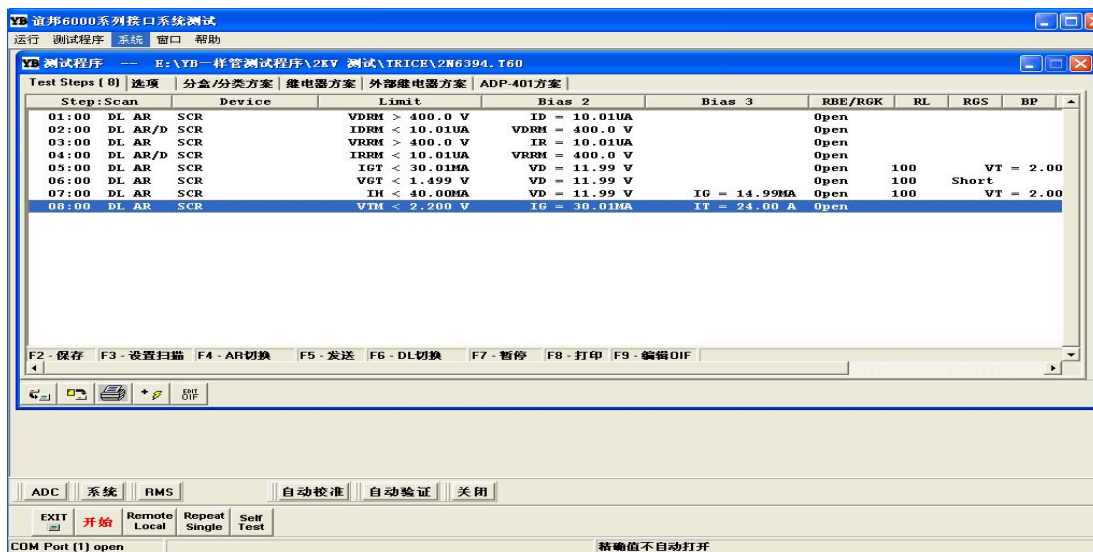 YB 谊邦6000系列接口系统测试
运行 测试程序 系统 窗口 帮助
YB 测试程序 -- E:\YB一样管测试程序\2KV 测试\TRICE\2N6394.T60
Test Steps ( 8) 选项 分盒/分类方案 继电器方案 外部继电器方案 ADP-401方案
Step:Scan Device Limit Bias 2 Bias 3 RBE/RGK RL RGS BP
01:00 DL AR SCR VDRM > 400.0 V ID = 10.01UA Open
02:00 DL AR/D SCR IDRM < 10.01UA VDRM = 400.0 V Open
03:00 DL AR SCR VRRM > 400.0 V IR = 10.01UA Open
04:00 DL AR/D SCR IRRM < 10.01UA VRRM = 400.0 V Open
05:00 DL AR SCR IGT < 30.01MA VD = 11.99 V Open 100 VT = 2.00
06:00 DL AR SCR VGT < 1.499 V VD = 11.99 V Open 100 Short
07:00 DL AR SCR IH < 40.00MA VD = 11.99 V IG = 14.99MA Open 100 VT = 2.00
08:00 DL AR SCR VTM < 2.200 V IG = 30.01MA IT = 24.00 A Open
F2 - 保存 F3 - 设置扫描 F4 - AR切换 F5 - 发送 F6 - DL切换 F7 - 暂停 F8 - 打印 F9 - 编辑OIF
EDIT OIF
ADC 系统 RMS 自动校准 自动验证 关闭
EXIT 开始 Remote Local Repeat Single Self Test
COM Port (1) open 精确值不自动打开